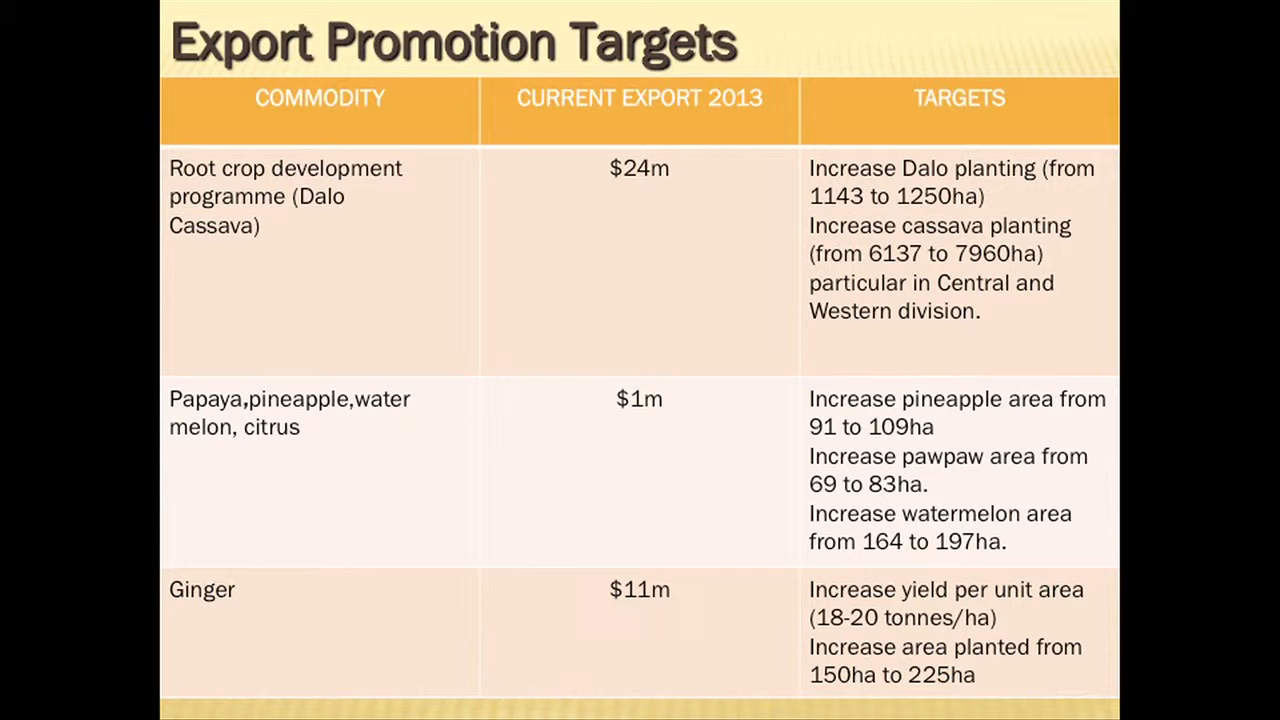 Export Promotion Targets
COMMODITY
CURRENT EXPORT 2013
TARGETS
Root crop development
programme (Dalo
Cassava)
$24m
Increase Dalo planting (from
1143 to 1250ha)
Increase cassava planting
(from 6137 to 7960ha)
particular in Central and
Western division.
Papaya,pineapple,water
melon, citrus
$1m
Increase pineapple area from
91 to 109ha
Increase pawpaw area from
69 to 83ha.
Increase watermelon area
from 164 to 197ha.
Ginger
$11m
Increase yield per unit area
(18-20 tonnes/ha)
Increase area planted from
150ha to 225ha